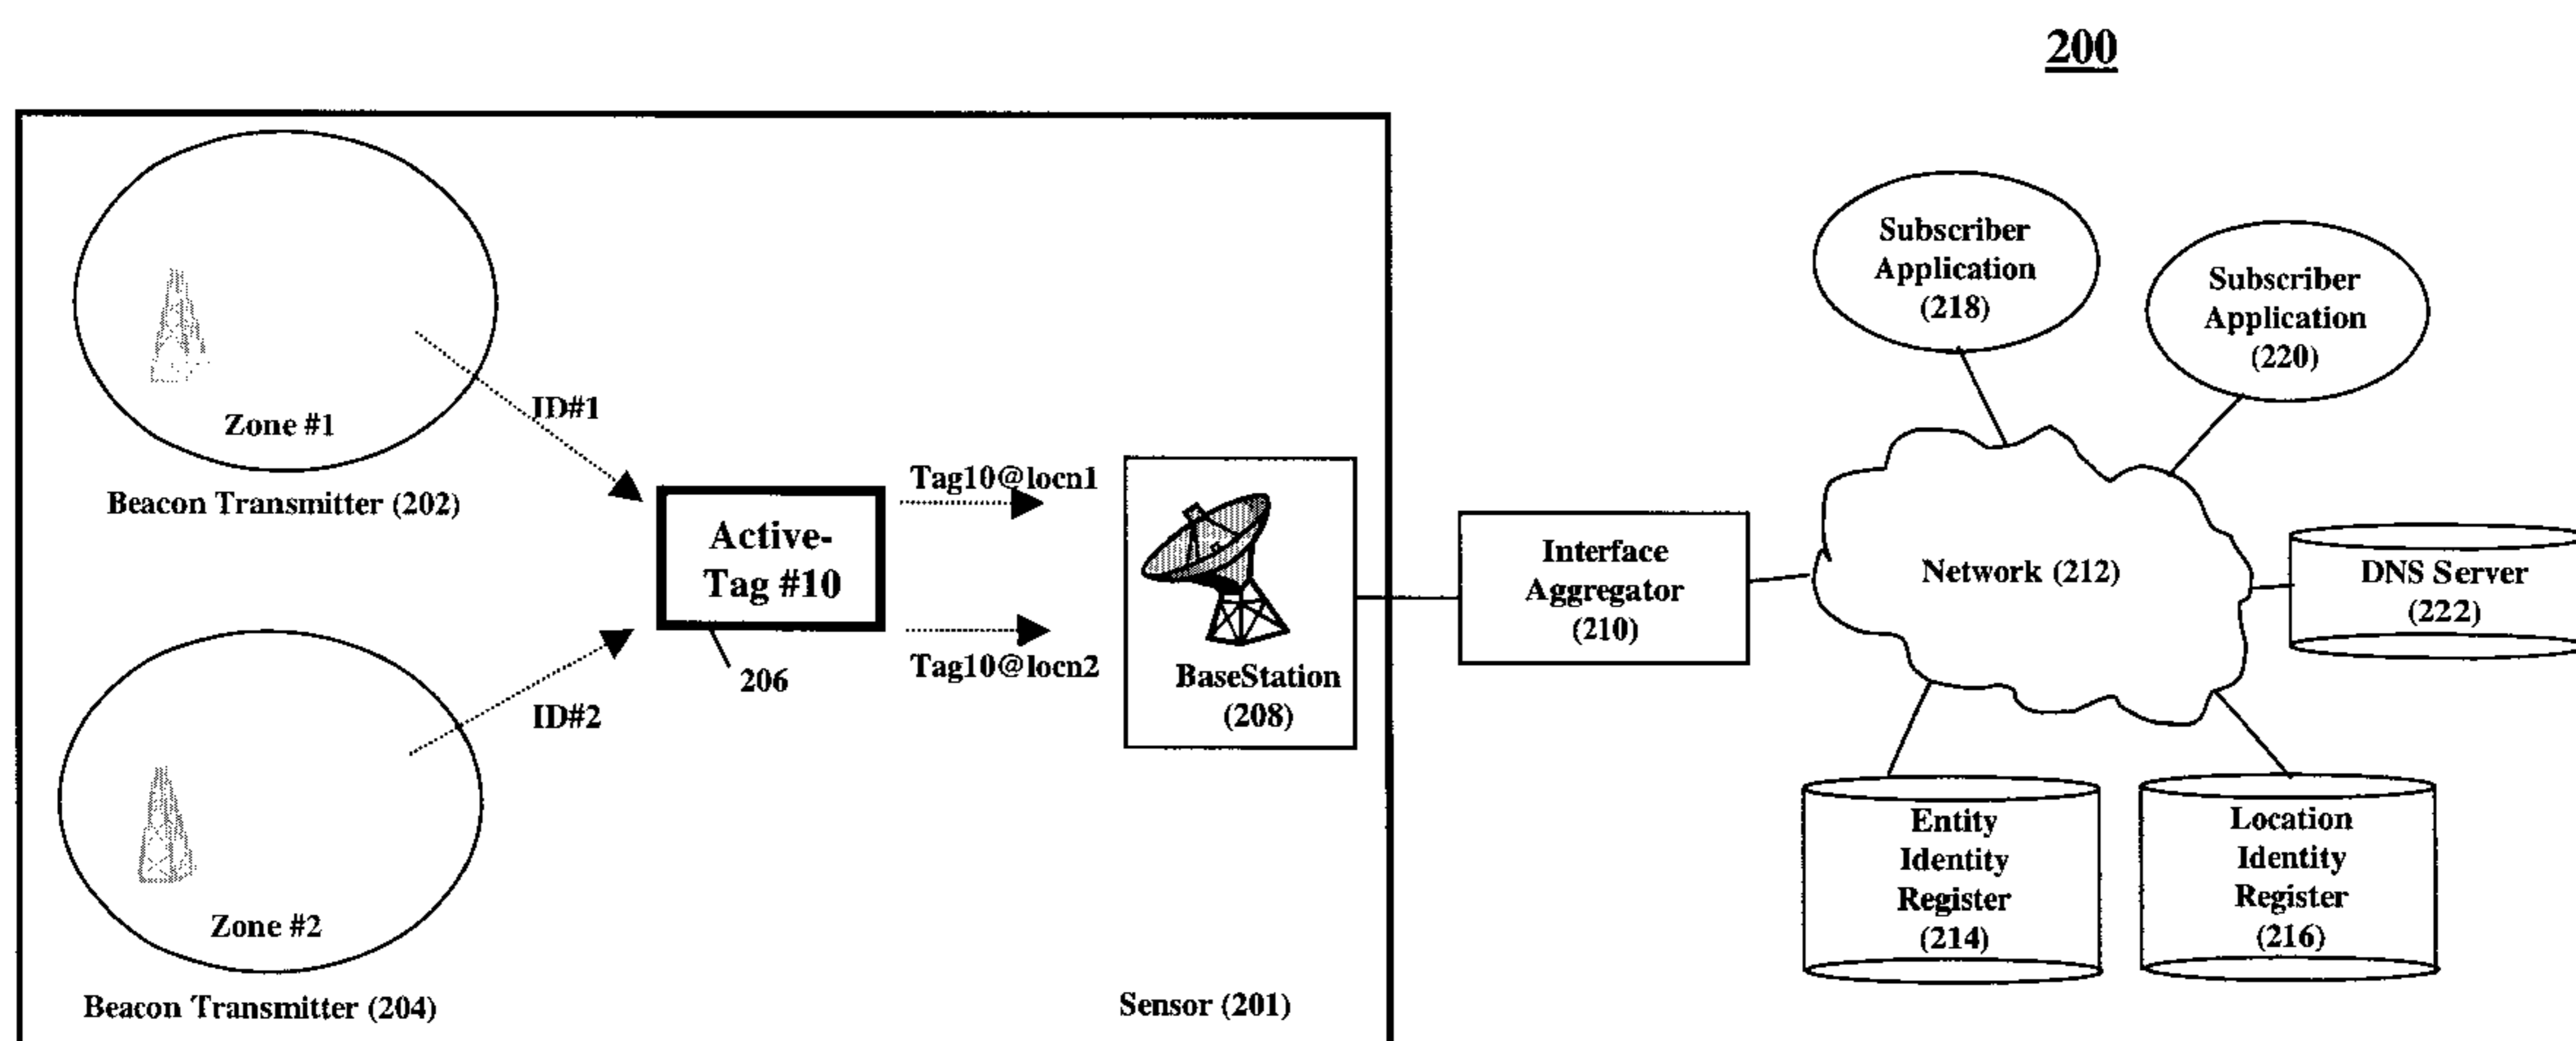 200
Zone #1
Beacon Transmitter (202)
ID#1
Active-
Tag #10
206
Tag10@locn1
Tag10@locn2
ID#2
Zone #2
Beacon Transmitter (204)
BaseStation
(208)
Sensor (201)
Interface
Aggregator
(210)
Subscriber
Application
(218)
Subscriber
Application
(220)
Network (212)
DNS Server
(222)
Entity
Identity
Register
(214)
Location
Identity
Register
(216)